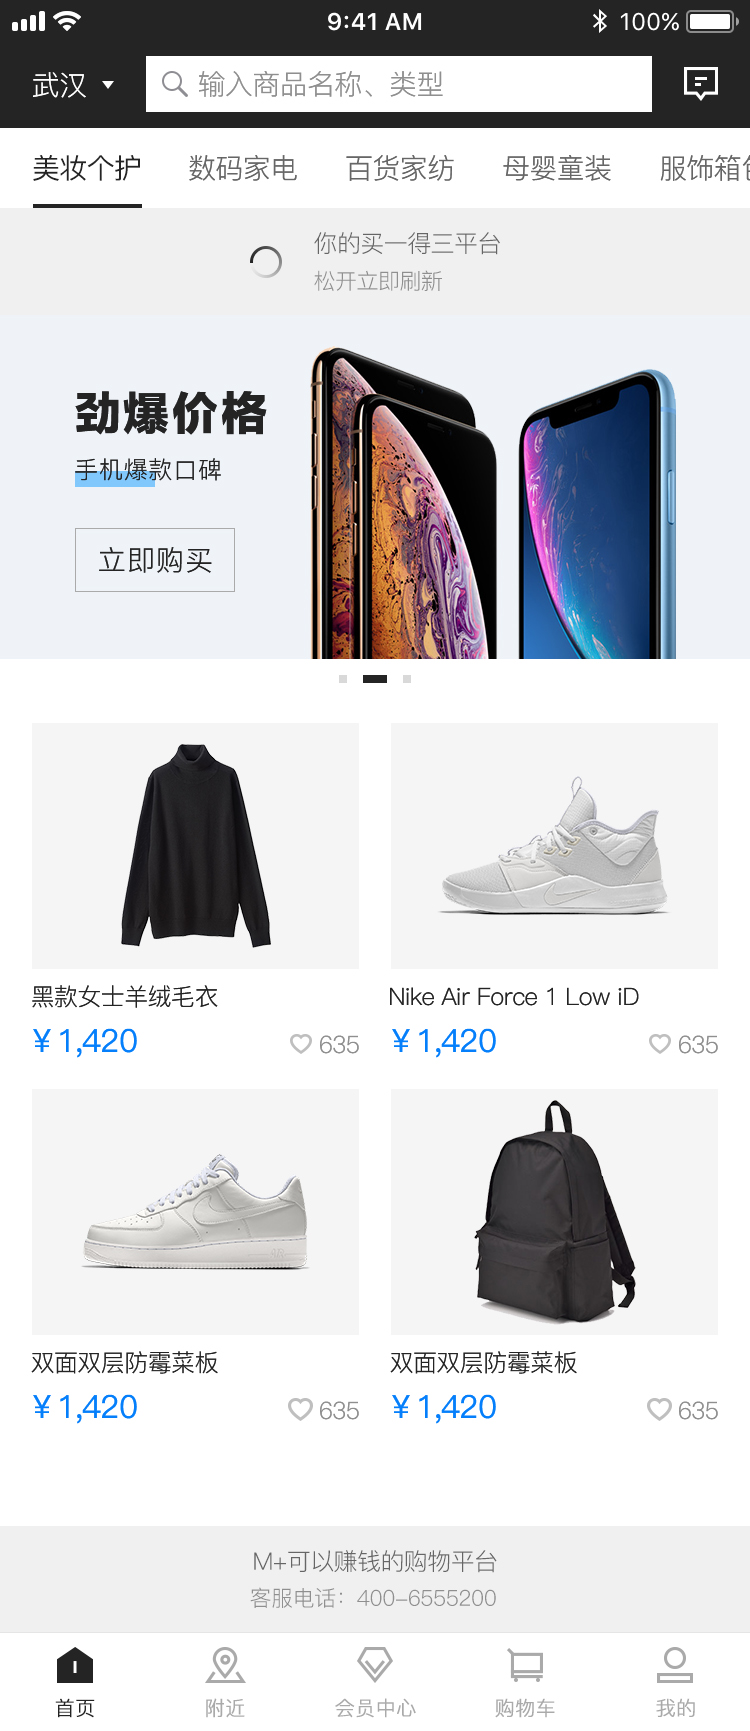 9:41 AM 100%
武汉 输入商品名称、类型
美妆个护 数码家电 百货家纺 母婴童装 服饰箱包
你的买一得三平台
松开立即刷新
劲爆价格
手机爆款口碑
立即购买
黑款女士羊绒毛衣 Nike Air Force 1 Low iD
¥1,420 635 ¥1,420 635
双面双层防霉菜板 双面双层防霉菜板
¥1,420 635 ¥1,420 635
M+可以赚钱的购物平台
客服电话：400-6555200
首页 附近 会员中心 购物车 我的